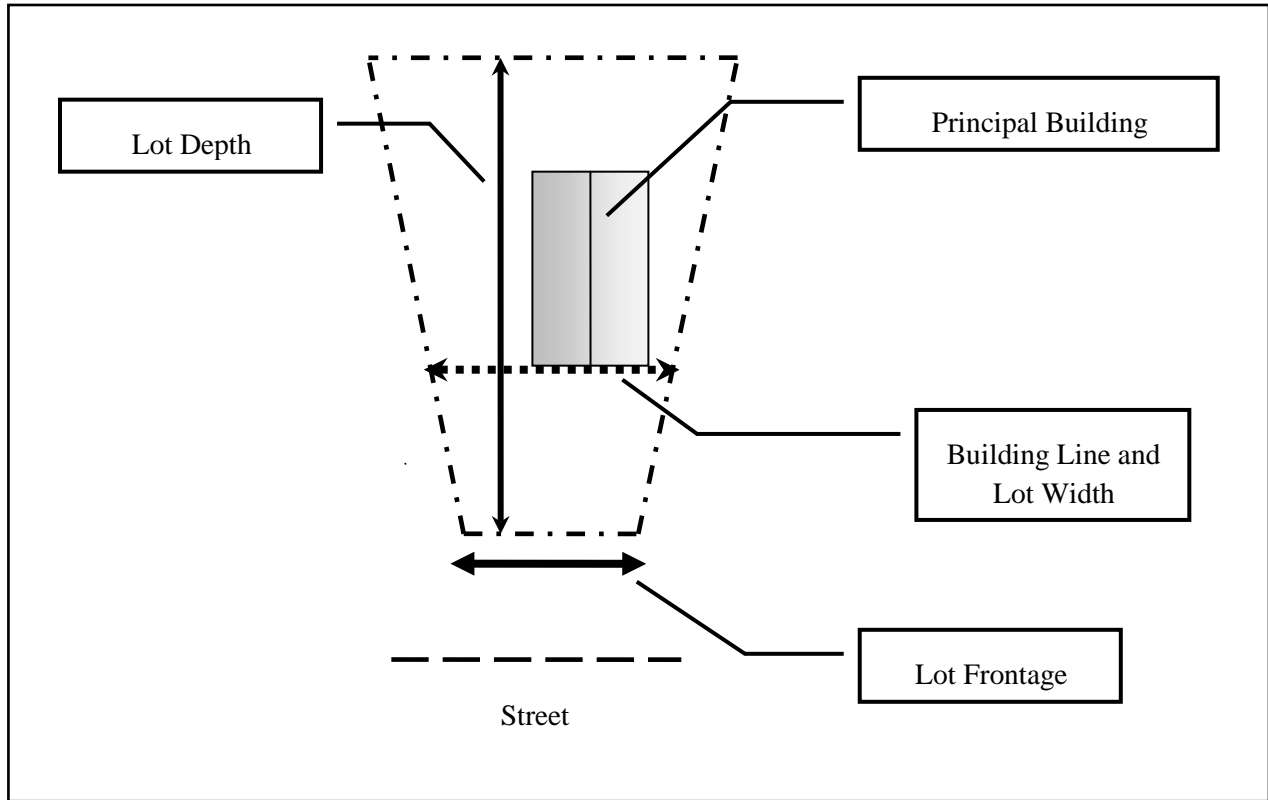 Lot Depth
Principal Building
Building Line and
Lot Width
Lot Frontage
Street